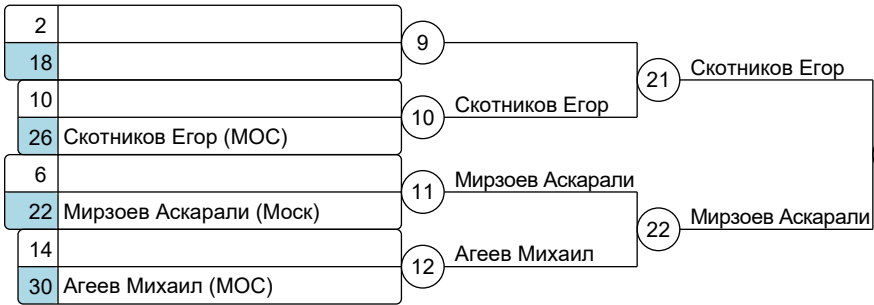 2
9
18
21 Скотников Егор
10
10 Скотников Егор
26 Скотников Егор (МОС)
6
11 Мирзоев Аскарали
22 Мирзоев Аскарали (Моск)
22 Мирзоев Аскарали
14
12 Агеев Михаил
30 Агеев Михаил (МОС)